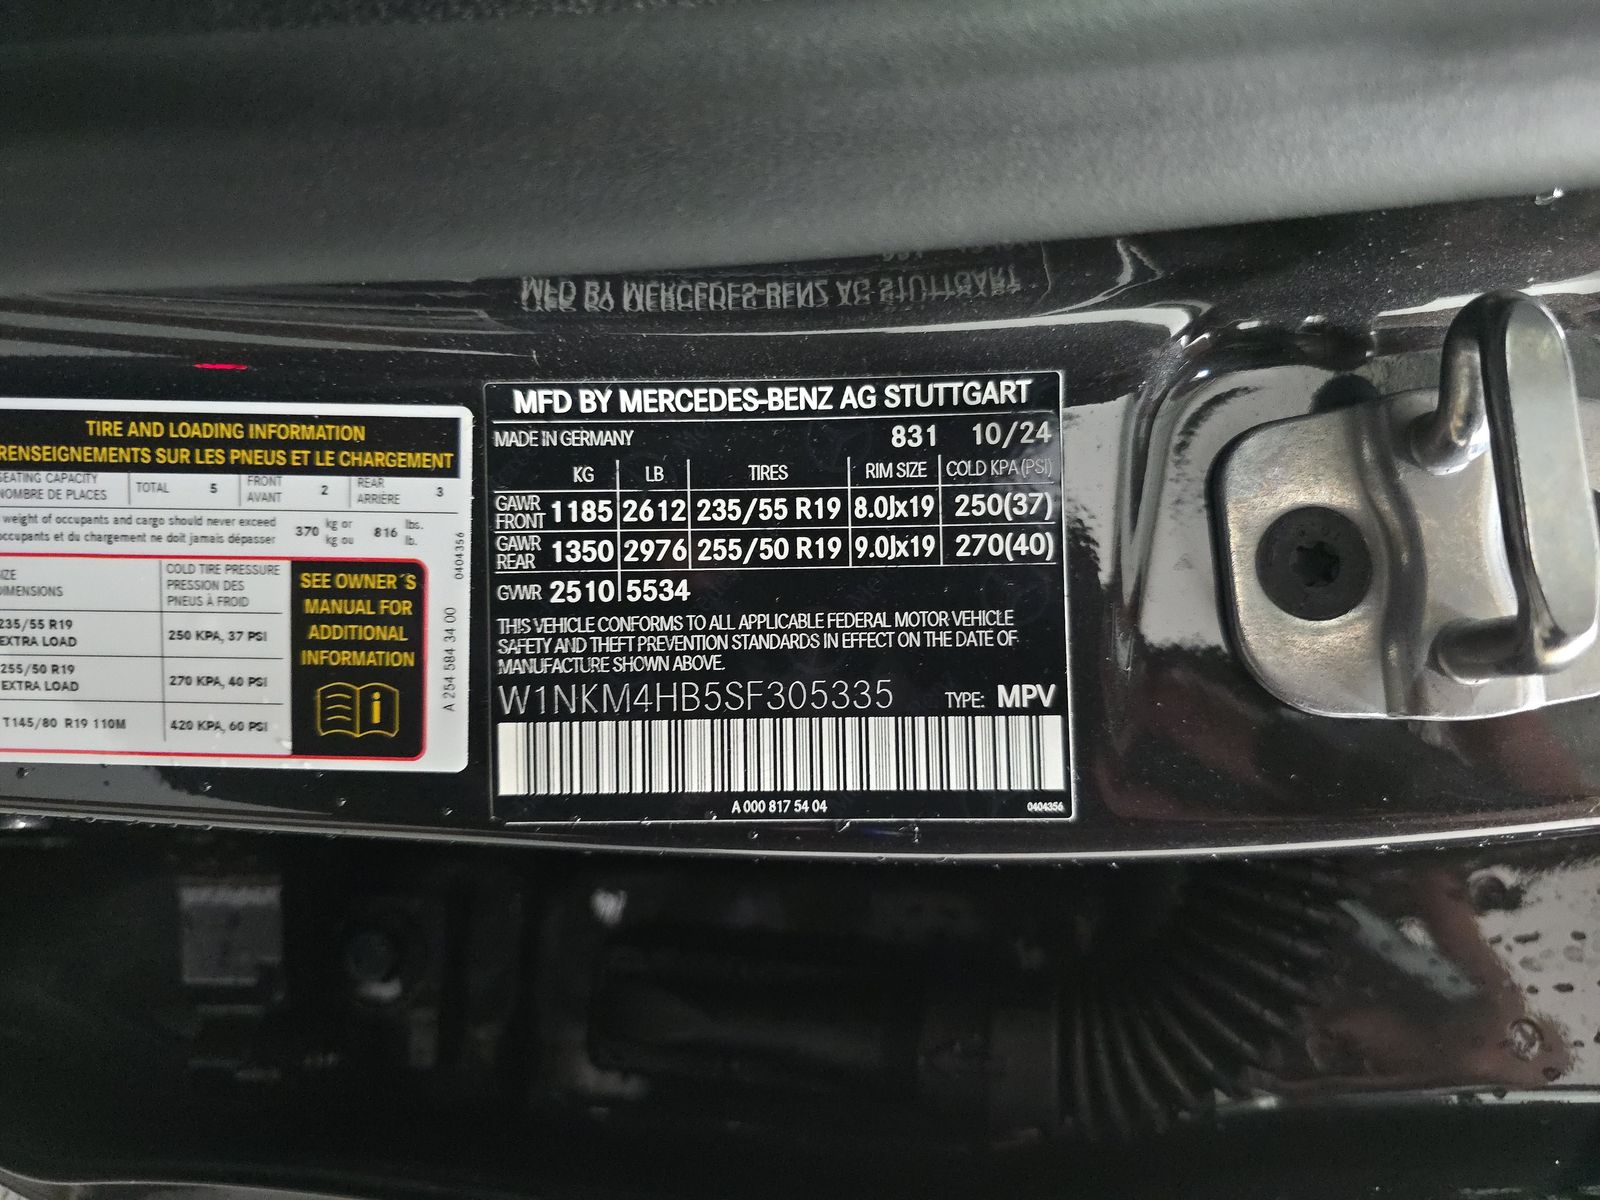 TIRE AND LOADING INFORMATION
RENSEIGNEMENTS SUR LES PNEUS ET LE CHARGEMENT
SEATING CAPACITY
NOMBRE DE PLACES
TOTAL 5
FRONT
AVANT
2
REAR
ARRIÈRE
3
weight of occupants and cargo should never exceed
occupants et du chargement ne doit jamais dépasser
370 kg or
kg ou
816 lbs.
lb.
DIMENSIONS
COLD TIRE PRESSURE
PRESSION DES
PNEUS À FROID
235/55 R19
EXTRA LOAD
250 KPA, 37 PSI
255/50 R19
EXTRA LOAD
270 KPA, 40 PSI
T145/80 R19 110M
420 KPA, 60 PSI
SEE OWNER´S
MANUAL FOR
ADDITIONAL
INFORMATION
A 254 584 34 00
0404356
MFD BY MERCEDES-BENZ AG STUTTGART
MADE IN GERMANY 831 10/24
KG LB TIRES RIM SIZE COLD KPA(PSI)
GAWR FRONT 1185 2612 235/55 R19 8.0Jx19 250(37)
GAWR REAR 1350 2976 255/50 R19 9.0Jx19 270(40)
GVWR 2510 5534
THIS VEHICLE CONFORMS TO ALL APPLICABLE FEDERAL MOTOR VEHICLE
SAFETY AND THEFT PREVENTION STANDARDS IN EFFECT ON THE DATE OF
MANUFACTURE SHOWN ABOVE.
W1NKM4HB5SF305335 TYPE: MPV
A 000 817 54 04 0404356